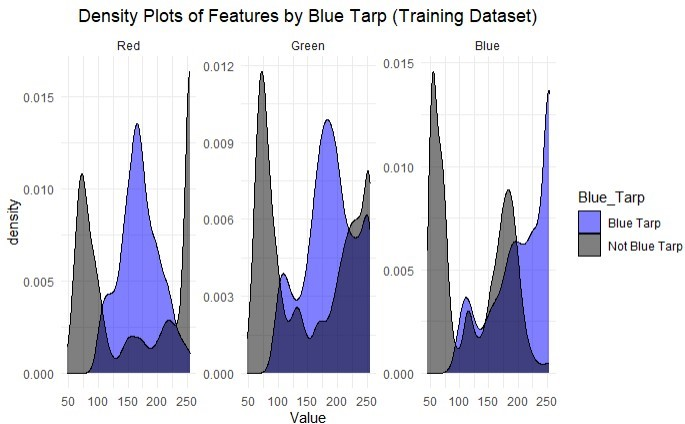 Density Plots of Features by Blue Tarp (Training Dataset)
Red Green Blue
0.015
0.010
0.005
0.000
0.012
0.009
0.006
0.003
0.000
0.015
0.010
0.005
0.000
50 100 150 200 250 50 100 150 200 250 50 100 150 200 250
density
Value
Blue_Tarp
Blue Tarp
Not Blue Tarp